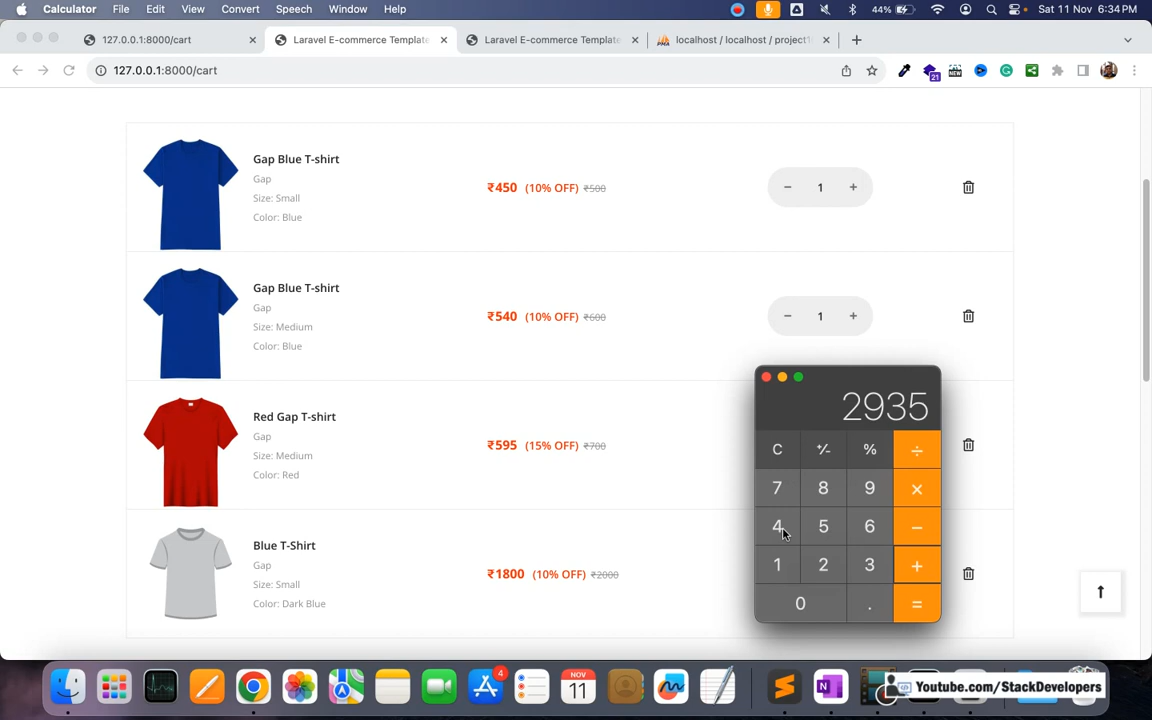 Calculator File Edit View Convert Speech Window Help 44% Sat 11 Nov 6:34 PM
127.0.0.1:8000/cart Laravel E-commerce Template Laravel E-commerce Template localhost / localhost / project1
127.0.0.1:8000/cart 21 NEW
Gap Blue T-shirt
Gap
Size: Small
Color: Blue
₹450 (10% OFF) ₹500
− 1 +
Gap Blue T-shirt
Gap
Size: Medium
Color: Blue
₹540 (10% OFF) ₹600
− 1 +
Red Gap T-shirt
Gap
Size: Medium
Color: Red
₹595 (15% OFF) ₹700
Blue T-Shirt
Gap
Size: Small
Color: Dark Blue
₹1800 (10% OFF) ₹2000
2935
C +/- % ÷
7 8 9 ×
4 5 6 −
1 2 3 +
0 . =
4
NOV
11
Youtube.com/StackDevelopers